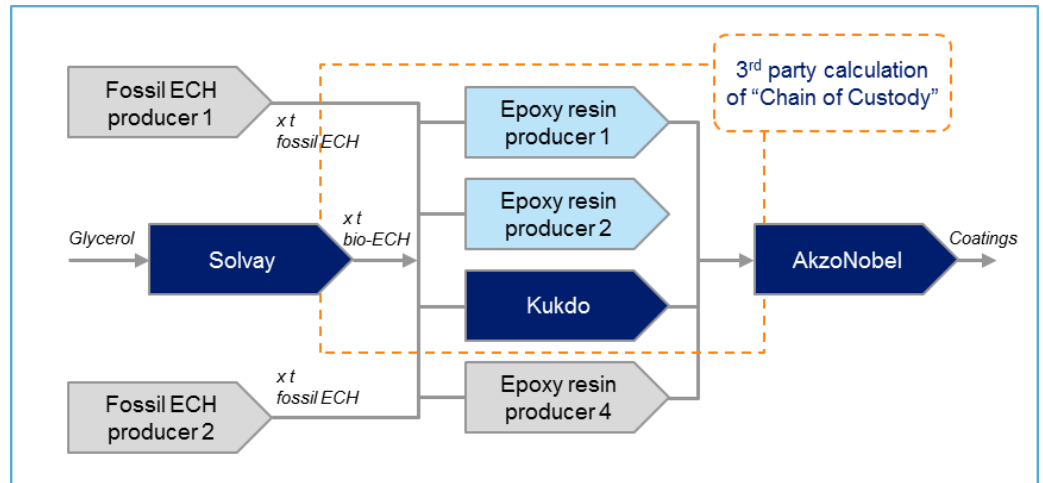 Fossil ECH
producer 1
x t
fossil ECH
3rd party calculation
of “Chain of Custody”
Epoxy resin
producer 1
Epoxy resin
producer 2
Glycerol
Solvay
x t
bio-ECH
Kukdo
AkzoNobel
Coatings
Fossil ECH
producer 2
x t
fossil ECH
Epoxy resin
producer 4